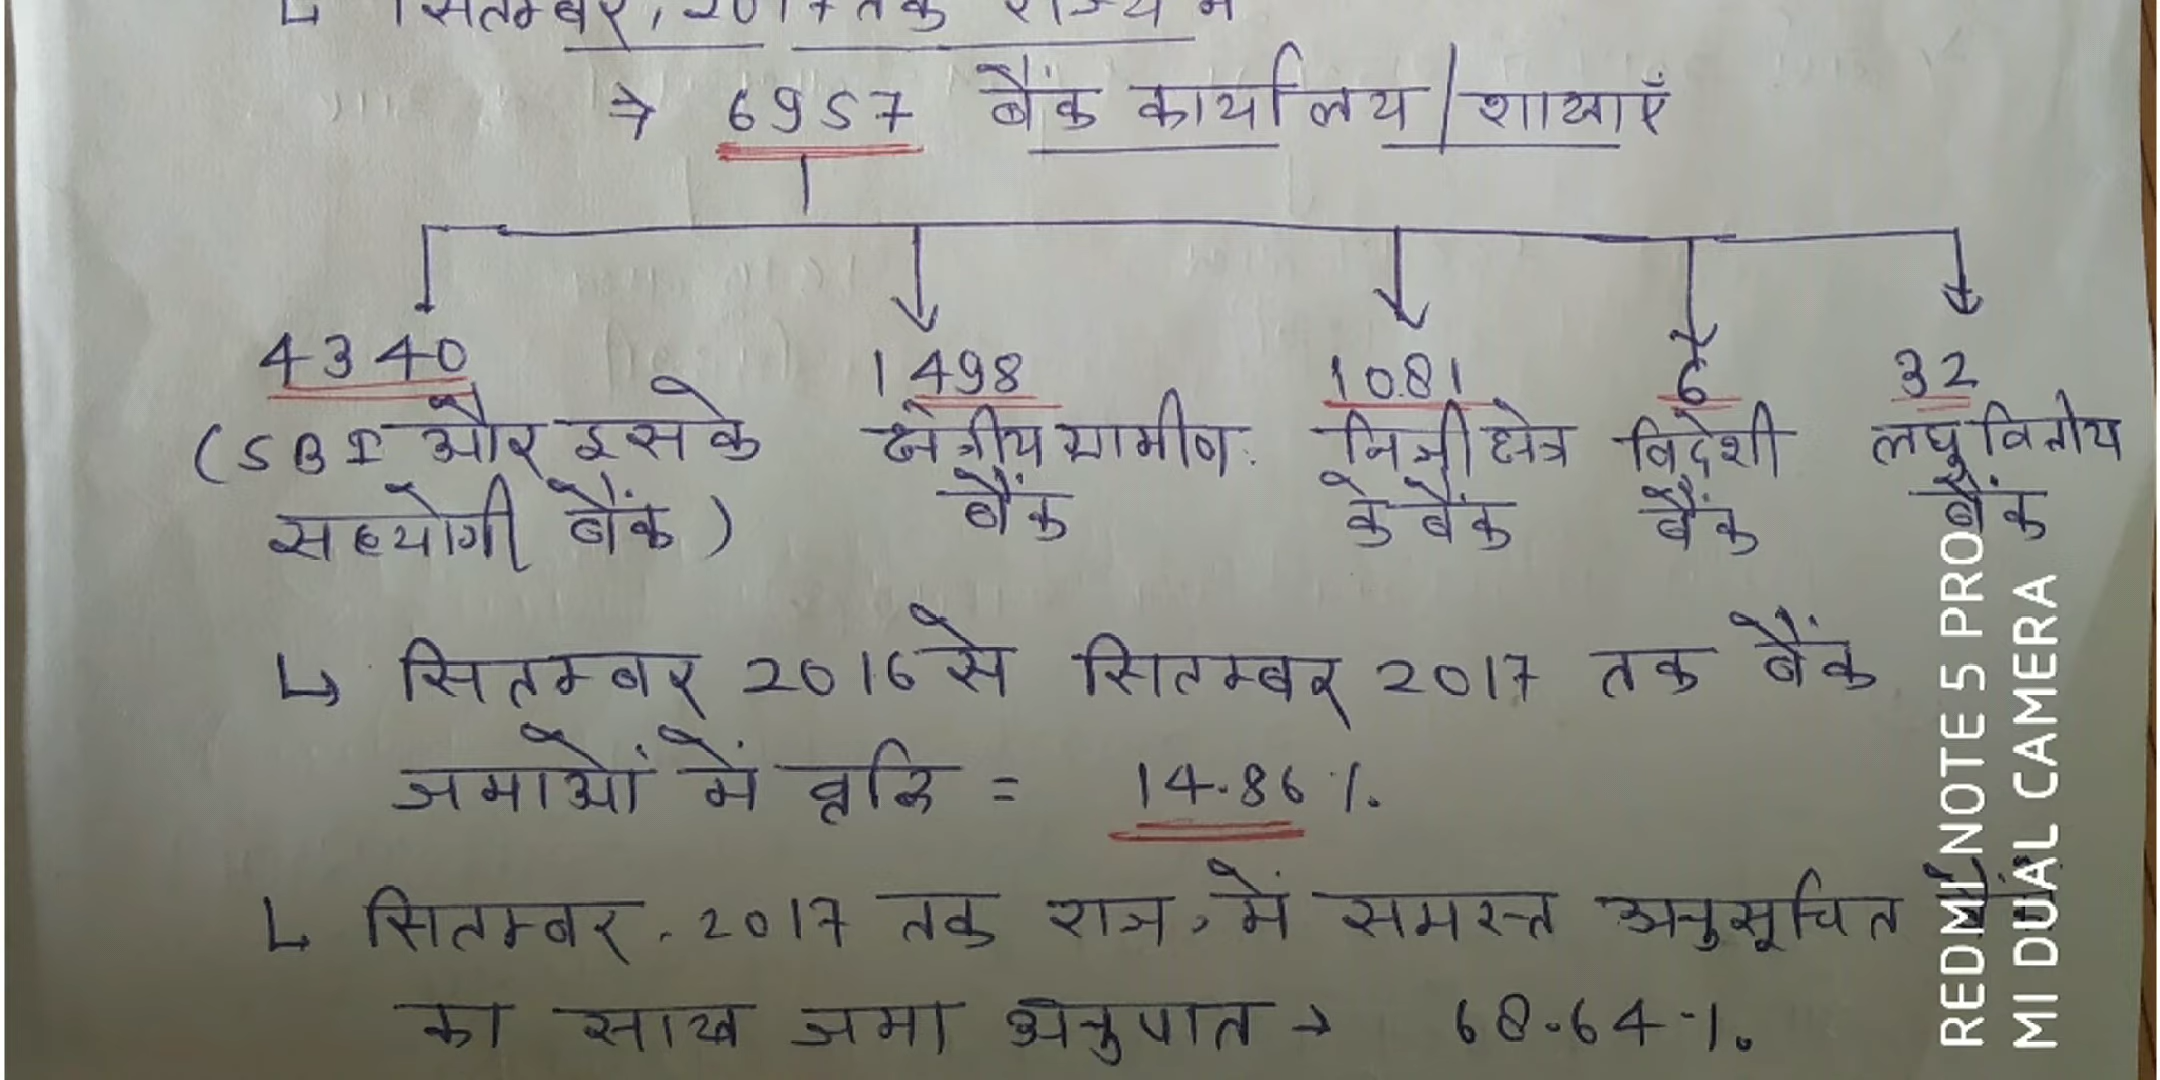 ↳ सितम्बर, 2017 तक राज्य में
⇒ 6957 बैंक कार्यालय/शाखाएँ
4340 1498 1081 6 32
(SBI और इसके क्षेत्रीय ग्रामीण निजी क्षेत्र विदेशी लघु वित्तीय
सहयोगी बैंक) बैंक के बैंक बैंक बैंक
↳ सितम्बर 2016 से सितम्बर 2017 तक बैंक
जमाओं में वृद्धि = 14.86%
↳ सितम्बर, 2017 तक राज. में समस्त अनुसूचित
का साख जमा अनुपात → 68.64%
REDMI NOTE 5 PRO
MI DUAL CAMERA